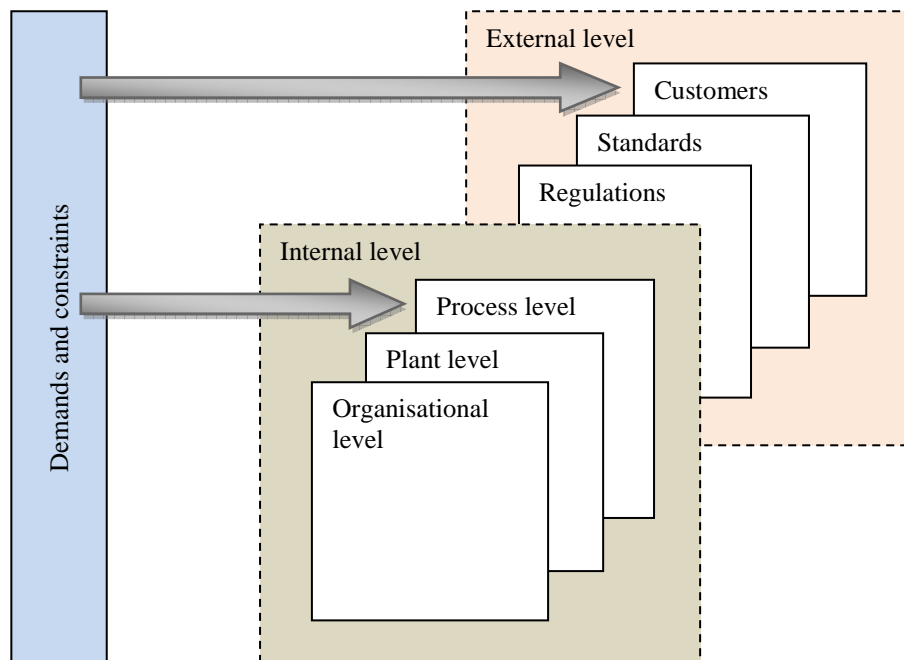 External level
Customers
Standards
Regulations
Internal level
Process level
Plant level
Organisational
level
Demands and constraints